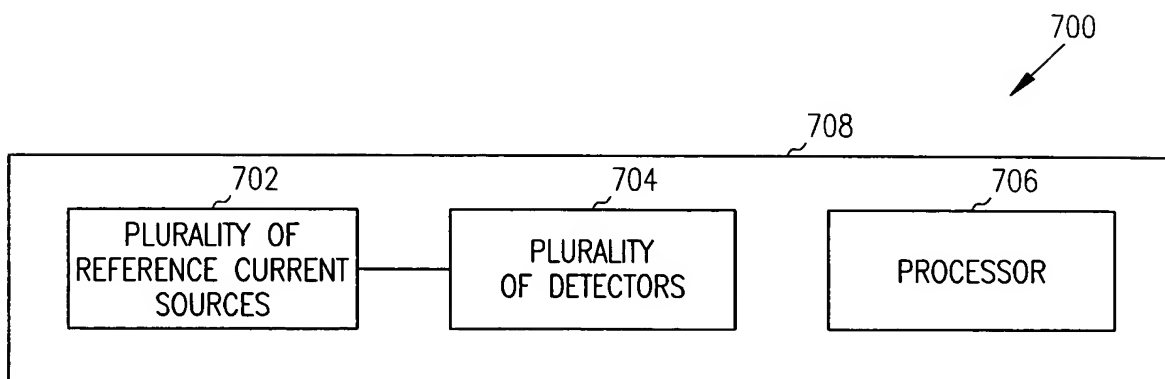 700
708
702
704
706
PLURALITY OF
REFERENCE CURRENT
SOURCES
PLURALITY
OF DETECTORS
PROCESSOR